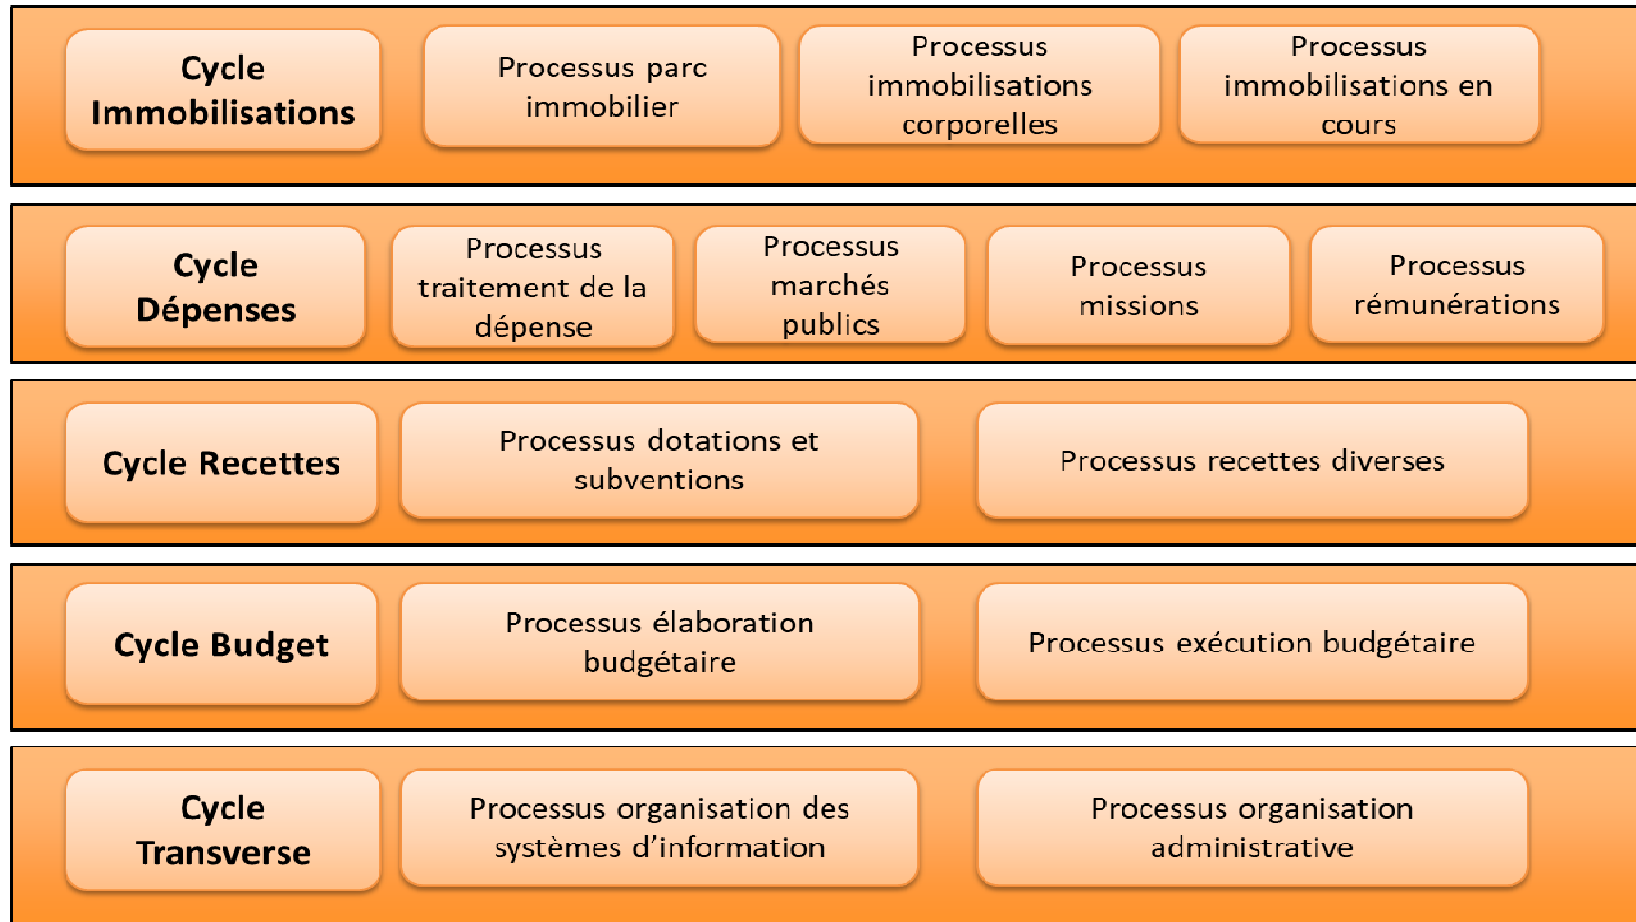 Cycle
Immobilisations
Processus parc
immobilier
Processus
immobilisations
corporelles
Processus
immobilisations en
cours
Cycle
Dépenses
Processus
traitement de la
dépense
Processus
marchés
publics
Processus
missions
Processus
rémunérations
Cycle Recettes
Processus dotations et
subventions
Processus recettes diverses
Cycle Budget
Processus élaboration
budgétaire
Processus exécution budgétaire
Cycle
Transverse
Processus organisation des
systèmes d’information
Processus organisation
administrative